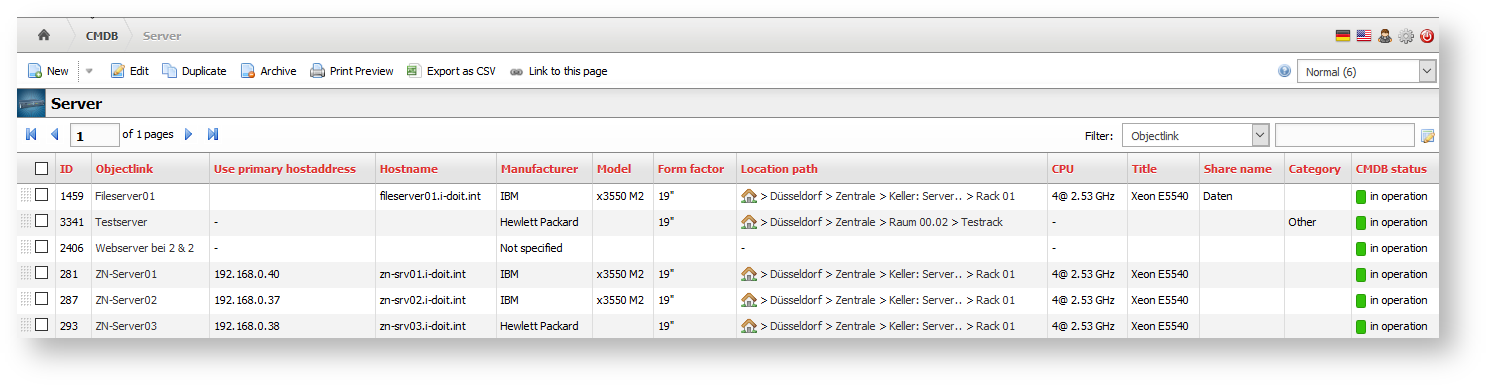 CMDB Server
New Edit Duplicate Archive Print Preview Export as CSV Link to this page Normal (6)
Server
1 of 1 pages Filter: Objectlink
ID Objectlink Use primary hostaddress Hostname Manufacturer Model Form factor Location path CPU Title Share name Category CMDB status
1459 Fileserver01 fileserver01.i-doit.int IBM x3550 M2 19" > Düsseldorf > Zentrale > Keller: Server.. > Rack 01 4@ 2.53 GHz Xeon E5540 Daten in operation
3341 Testserver - Hewlett Packard 19" > Düsseldorf > Zentrale > Raum 00.02 > Testrack - Other in operation
2406 Webserver bei 2 & 2 - Not specified - - in operation
281 ZN-Server01 192.168.0.40 zn-srv01.i-doit.int IBM x3550 M2 19" > Düsseldorf > Zentrale > Keller: Server.. > Rack 01 4@ 2.53 GHz Xeon E5540 in operation
287 ZN-Server02 192.168.0.37 zn-srv02.i-doit.int IBM x3550 M2 19" > Düsseldorf > Zentrale > Keller: Server.. > Rack 01 4@ 2.53 GHz Xeon E5540 in operation
293 ZN-Server03 192.168.0.38 zn-srv03.i-doit.int Hewlett Packard 19" > Düsseldorf > Zentrale > Keller: Server.. > Rack 01 4@ 2.53 GHz Xeon E5540 in operation